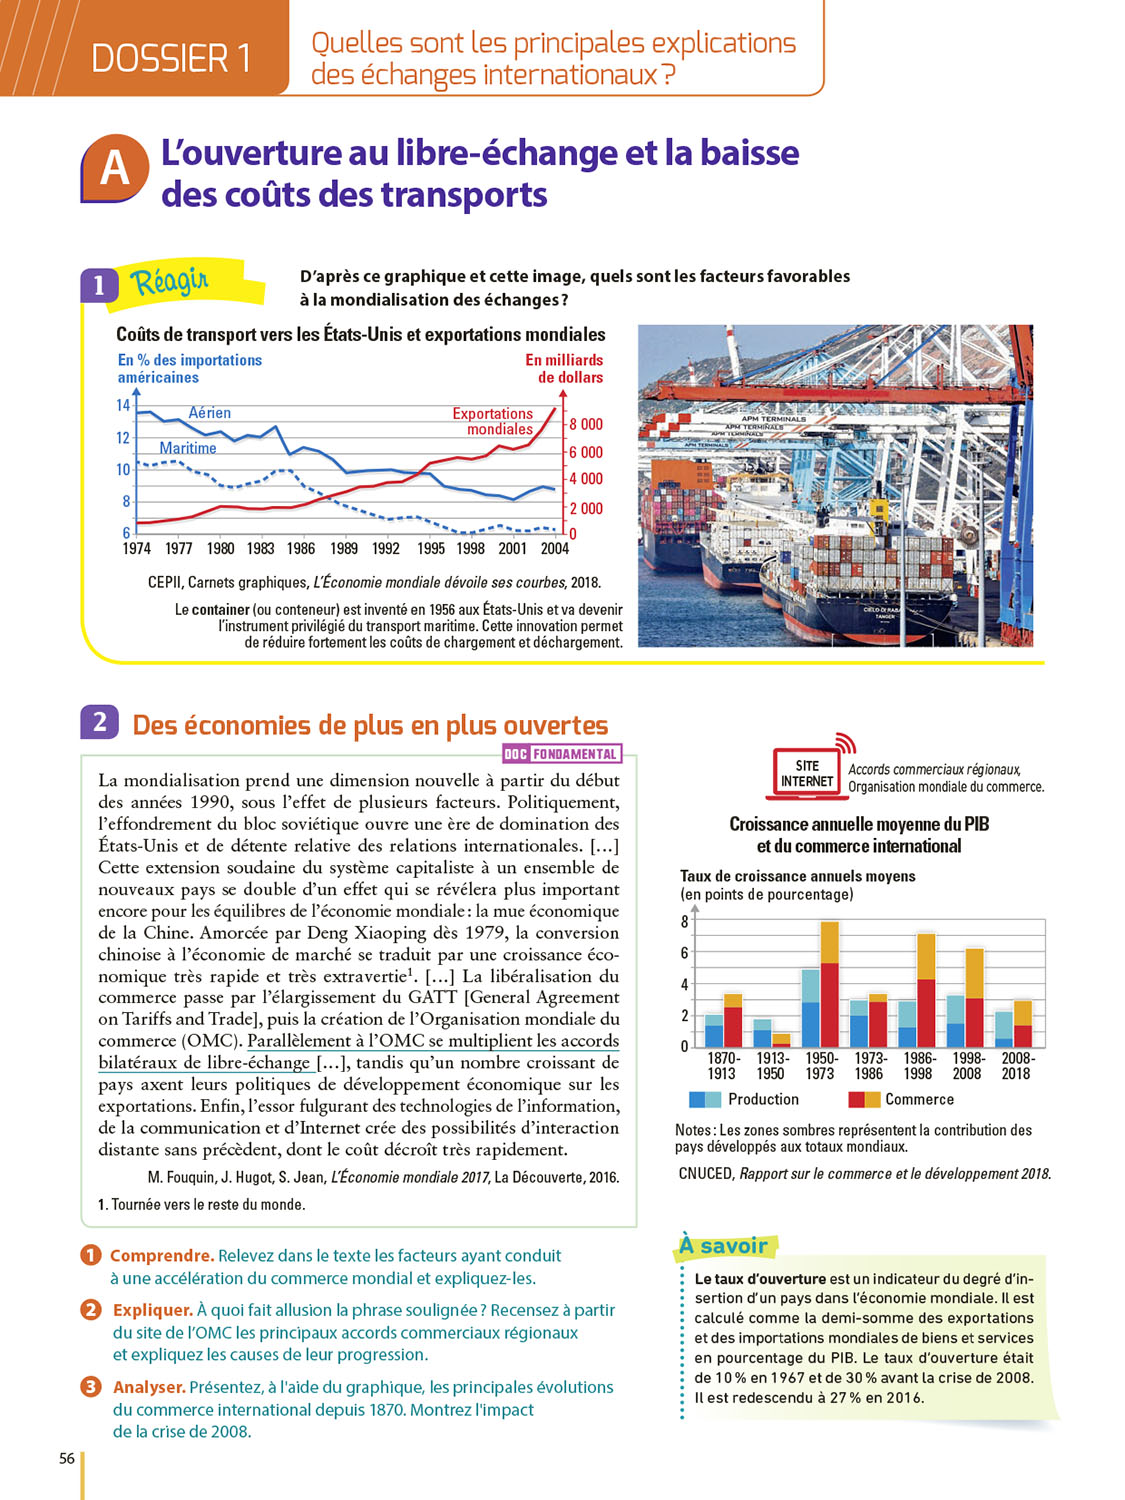 DOSSIER 1
Quelles sont les principales explications
des échanges internationaux ?
A
L’ouverture au libre-échange et la baisse
des coûts des transports
1
Réagir
D’après ce graphique et cette image, quels sont les facteurs favorables
à la mondialisation des échanges ?
Coûts de transport vers les États-Unis et exportations mondiales
En % des importations
américaines
En milliards
de dollars
14
12
10
8
6
Aérien
Maritime
Exportations
mondiales
8 000
6 000
4 000
2 000
0
1974 1977 1980 1983 1986 1989 1992 1995 1998 2001 2004
CEPII, Carnets graphiques, L’Économie mondiale dévoile ses courbes, 2018.
Le container (ou conteneur) est inventé en 1956 aux États-Unis et va devenir
l’instrument privilégié du transport maritime. Cette innovation permet
de réduire fortement les coûts de chargement et déchargement.
APM TERMINALS
APM TERMINALS
APM TERMINALS
CIELO DI RABAT
TANGER
2
Des économies de plus en plus ouvertes
DOC FONDAMENTAL
La mondialisation prend une dimension nouvelle à partir du début
des années 1990, sous l’effet de plusieurs facteurs. Politiquement,
l’effondrement du bloc soviétique ouvre une ère de domination des
États-Unis et de détente relative des relations internationales. […]
Cette extension soudaine du système capitaliste à un ensemble de
nouveaux pays se double d’un effet qui se révélera plus important
encore pour les équilibres de l’économie mondiale : la mue économique
de la Chine. Amorcée par Deng Xiaoping dès 1979, la conversion
chinoise à l’économie de marché se traduit par une croissance éco-
nomique très rapide et très extravertie¹. […] La libéralisation du
commerce passe par l’élargissement du GATT [General Agreement
on Tariffs and Trade], puis la création de l’Organisation mondiale du
commerce (OMC). Parallèlement à l’OMC se multiplient les accords
bilatéraux de libre-échange […], tandis qu’un nombre croissant de
pays axent leurs politiques de développement économique sur les
exportations. Enfin, l’essor fulgurant des technologies de l’information,
de la communication et d’Internet crée des possibilités d’interaction
distante sans précèdent, dont le coût décroît très rapidement.
M. Fouquin, J. Hugot, S. Jean, L’Économie mondiale 2017, La Découverte, 2016.
1. Tournée vers le reste du monde.
SITE
INTERNET
Accords commerciaux régionaux,
Organisation mondiale du commerce.
Croissance annuelle moyenne du PIB
et du commerce international
Taux de croissance annuels moyens
(en points de pourcentage)
8
6
4
2
0
1870- 1913- 1950- 1973- 1986- 1998- 2008-
1913 1950 1973 1986 1998 2008 2018
Production Commerce
Notes : Les zones sombres représentent la contribution des
pays développés aux totaux mondiaux.
CNUCED, Rapport sur le commerce et le développement 2018.
1 Comprendre. Relevez dans le texte les facteurs ayant conduit
à une accélération du commerce mondial et expliquez-les.
2 Expliquer. À quoi fait allusion la phrase soulignée ? Recensez à partir
du site de l’OMC les principaux accords commerciaux régionaux
et expliquez les causes de leur progression.
3 Analyser. Présentez, à l'aide du graphique, les principales évolutions
du commerce international depuis 1870. Montrez l'impact
de la crise de 2008.
À savoir
Le taux d’ouverture est un indicateur du degré d’in-
sertion d’un pays dans l’économie mondiale. Il est
calculé comme la demi-somme des exportations
et des importations mondiales de biens et services
en pourcentage du PIB. Le taux d’ouverture était
de 10 % en 1967 et de 30 % avant la crise de 2008.
Il est redescendu à 27 % en 2016.
56